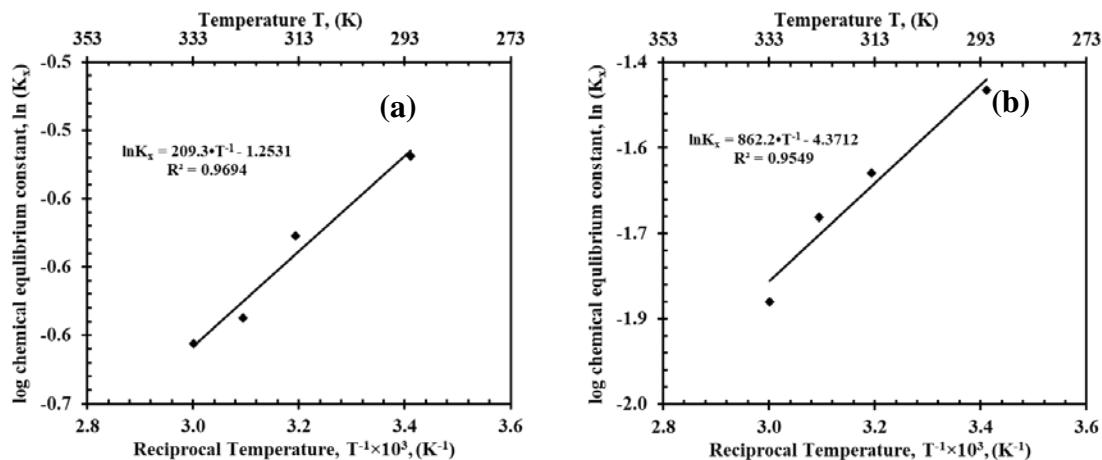 Temperature T, (K)
353 333 313 293 273
-0.5
-0.5
-0.6
-0.6
-0.6
-0.7
log chemical equlibrium constant, ln (Kₓ)
(a)
lnKₓ = 209.3•T⁻¹ - 1.2531
R² = 0.9694
2.8 3.0 3.2 3.4 3.6
Reciprocal Temperature, T⁻¹×10³, (K⁻¹)
Temperature T, (K)
353 333 313 293 273
-1.4
-1.6
-1.7
-1.9
-2.0
log chemical equlibrium constant, ln (Kₓ)
(b)
lnKₓ = 862.2•T⁻¹ - 4.3712
R² = 0.9549
2.8 3.0 3.2 3.4 3.6
Reciprocal Temperature, T⁻¹×10³, (K⁻¹)